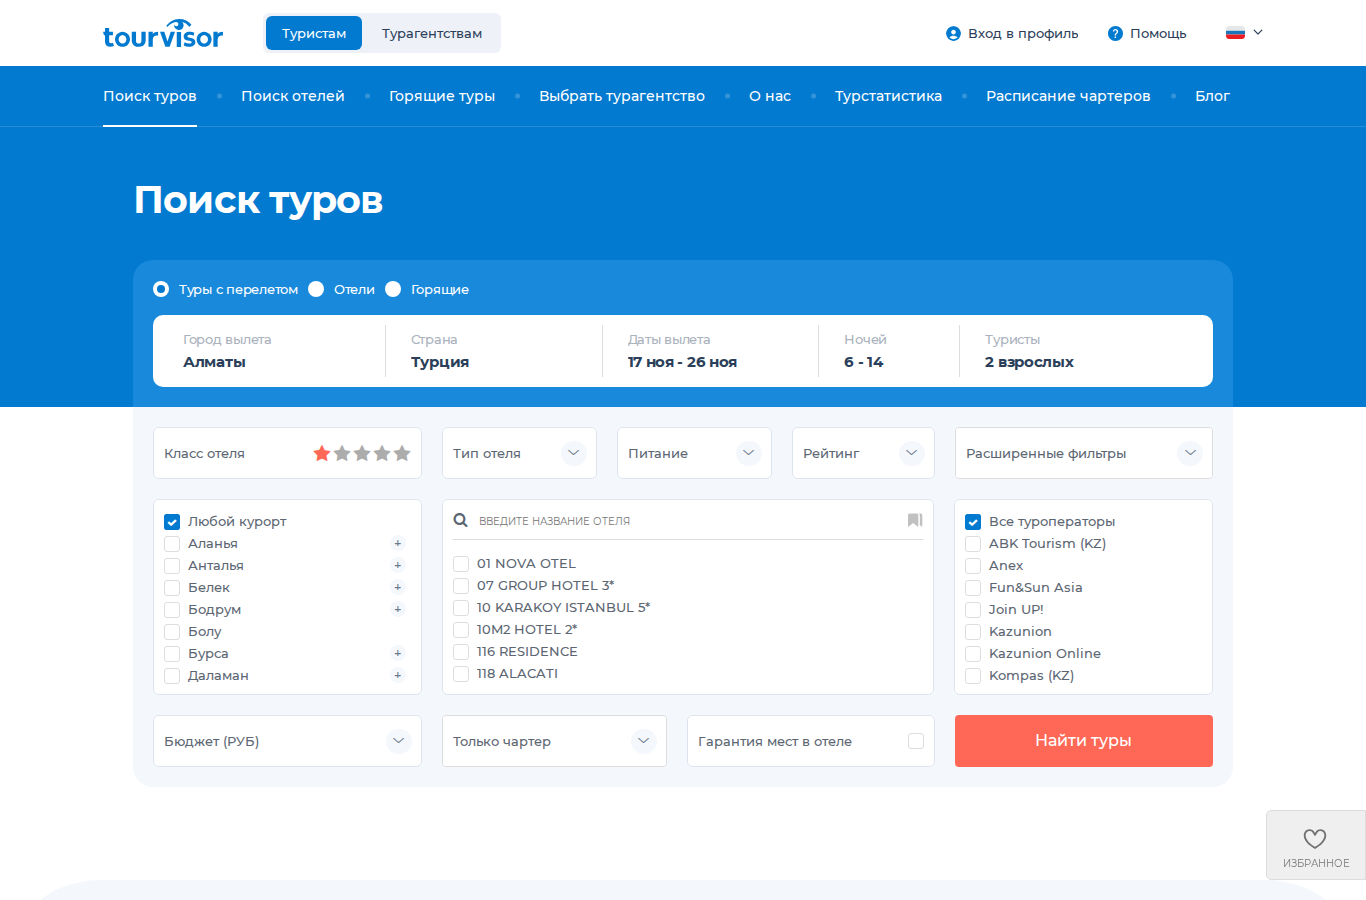 tourvisor
Туристам
Турагентствам
Вход в профиль
Помощь
Поиск туров
Поиск отелей
Горящие туры
Выбрать турагентство
О нас
Турстатистика
Расписание чартеров
Блог
Поиск туров
Туры с перелетом
Отели
Горящие
Город вылета
Алматы
Страна
Турция
Даты вылета
17 ноя - 26 ноя
Ночей
6 - 14
Туристы
2 взрослых
Класс отеля
Тип отеля
Питание
Рейтинг
Расширенные фильтры
Любой курорт
Аланья
+
Анталья
+
Белек
+
Бодрум
+
Болу
Бурса
+
Даламан
+
ВВЕДИТЕ НАЗВАНИЕ ОТЕЛЯ
01 NOVA OTEL
07 GROUP HOTEL 3*
10 KARAKOY ISTANBUL 5*
10M2 HOTEL 2*
116 RESIDENCE
118 ALACATI
Все туроператоры
ABK Tourism (KZ)
Anex
Fun&Sun Asia
Join UP!
Kazunion
Kazunion Online
Kompas (KZ)
Бюджет (РУБ)
Только чартер
Гарантия мест в отеле
Найти туры
ИЗБРАННОЕ